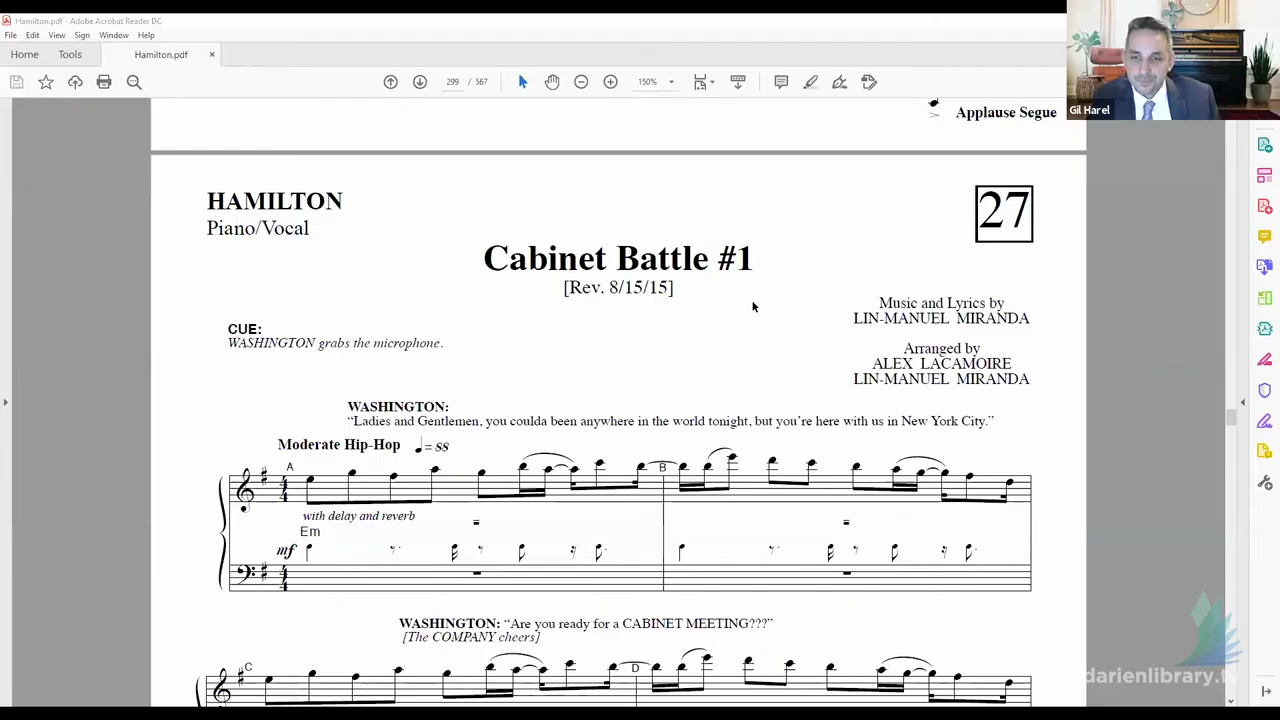 Hamilton.pdf - Adobe Acrobat Reader DC
File Edit View Sign Window Help
Home Tools Hamilton.pdf ×
299 / 567 150%
Gil Harel
Applause Segue
HAMILTON
Piano/Vocal
27
Cabinet Battle #1
[Rev. 8/15/15]
Music and Lyrics by
LIN-MANUEL MIRANDA
CUE:
WASHINGTON grabs the microphone.
Arranged by
ALEX LACAMOIRE
LIN-MANUEL MIRANDA
WASHINGTON:
“Ladies and Gentlemen, you coulda been anywhere in the world tonight, but you’re here with us in New York City.”
Moderate Hip-Hop ♩= 88
A B
4 4
with delay and reverb
Em
mf
4 4
WASHINGTON: “Are you ready for a CABINET MEETING???”
[The COMPANY cheers]
C D
darienlibrary.tv